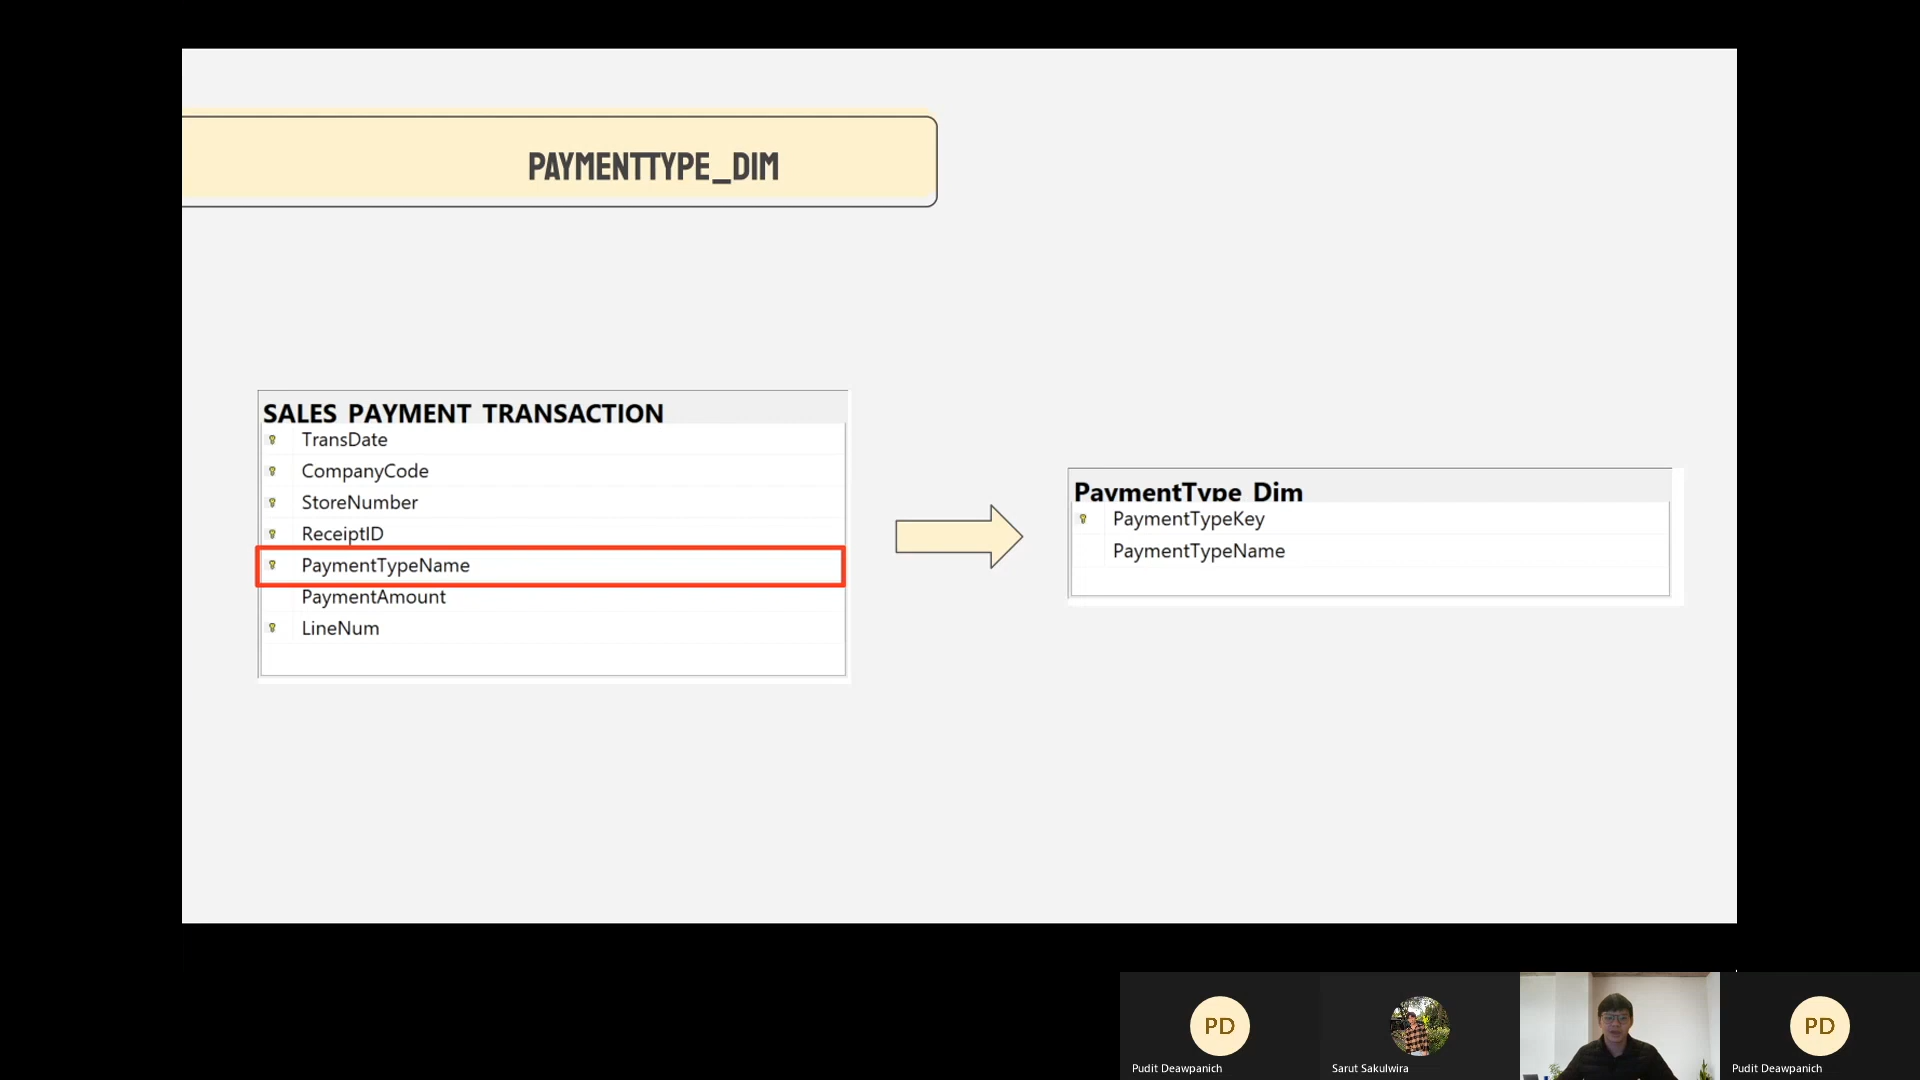 PAYMENTTYPE_DIM
SALES_PAYMENT_TRANSACTION
TransDate
CompanyCode
StoreNumber
ReceiptID
PaymentTypeName
PaymentAmount
LineNum
PaymentType_Dim
PaymentTypeKey
PaymentTypeName
PD
Pudit Deawpanich
Sarut Sakulwira
PD
Pudit Deawpanich